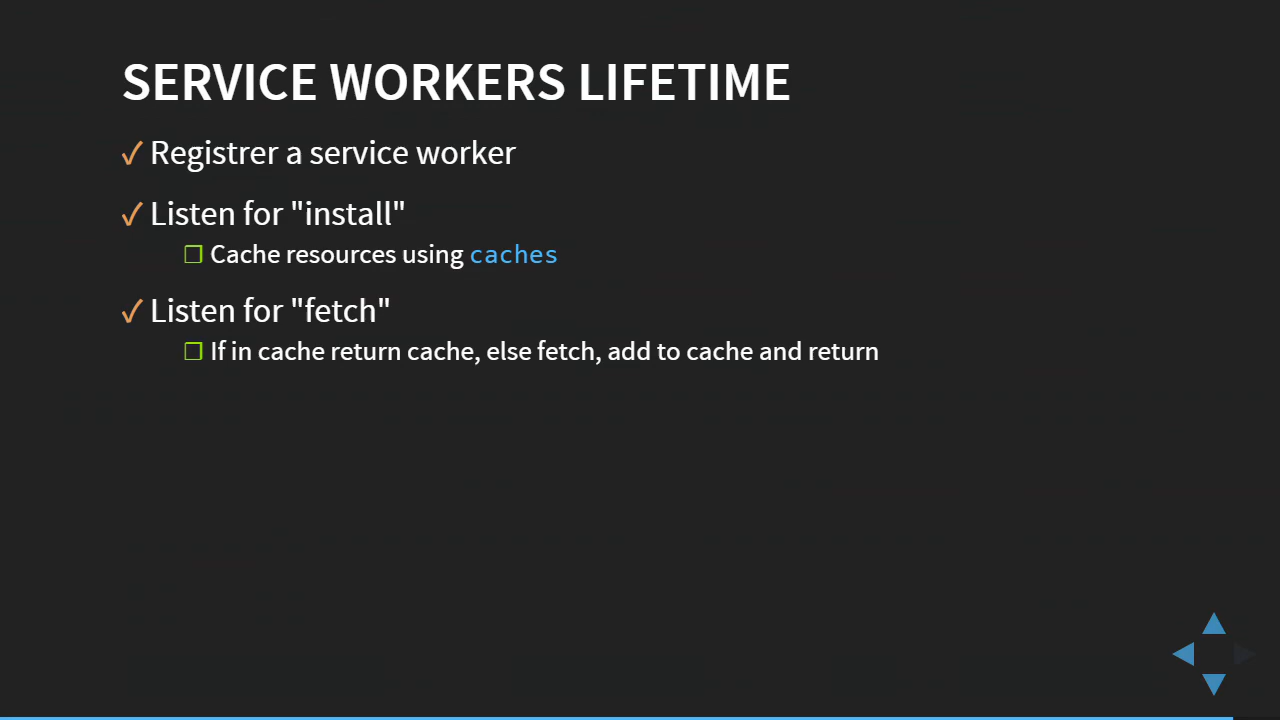 SERVICE WORKERS LIFETIME
✓ Registrer a service worker
✓ Listen for "install"
❒ Cache resources using caches
✓ Listen for "fetch"
❒ If in cache return cache, else fetch, add to cache and return